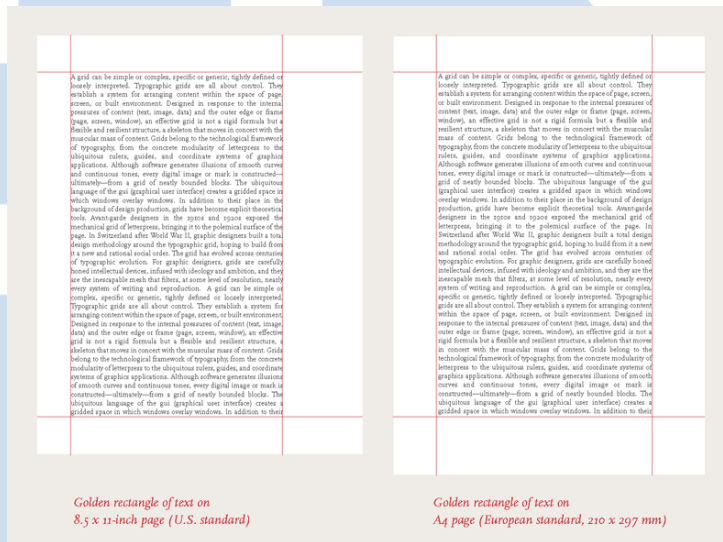 A grid can be simple or complex, specific or generic, tightly defined or
loosely interpreted. Typographic grids are all about control. They
establish a system for arranging content within the space of page,
screen, or built environment. Designed in response to the internal
pressures of content (text, image, data) and the outer edge or frame
(page, screen, window), an effective grid is not a rigid formula but a
flexible and resilient structure, a skeleton that moves in concert with the
muscular mass of content. Grids belong to the technological framework
of typography, from the concrete modularity of letterpress to the
ubiquitous rulers, guides, and coordinate systems of graphics
applications. Although software generates illusions of smooth curves
and continuous tones, every digital image or mark is constructed—
ultimately—from a grid of neatly bounded blocks. The ubiquitous
language of the gui (graphical user interface) creates a gridded space in
which windows overlay windows. In addition to their place in the
background of design production, grids have become explicit theoretical
tools. Avant-garde designers in the 1910s and 1920s exposed the
mechanical grid of letterpress, bringing it to the polemical surface of the
page. In Switzerland after World War II, graphic designers built a total
design methodology around the typographic grid, hoping to build from
it a new and rational social order. The grid has evolved across centuries
of typographic evolution. For graphic designers, grids are carefully
honed intellectual devices, infused with ideology and ambition, and they
are the inescapable mesh that filters, at some level of resolution, nearly
every system of writing and reproduction. A grid can be simple or
complex, specific or generic, tightly defined or loosely interpreted.
Typographic grids are all about control. They establish a system for
arranging content within the space of page, screen, or built environment.
Designed in response to the internal pressures of content (text, image,
data) and the outer edge or frame (page, screen, window), an effective
grid is not a rigid formula but a flexible and resilient structure, a
skeleton that moves in concert with the muscular mass of content. Grids
belong to the technological framework of typography, from the concrete
modularity of letterpress to the ubiquitous rulers, guides, and coordinate
systems of graphics applications. Although software generates illusions
of smooth curves and continuous tones, every digital image or mark is
constructed—ultimately—from a grid of neatly bounded blocks. The
ubiquitous language of the gui (graphical user interface) creates a
gridded space in which windows overlay windows. In addition to their
Golden rectangle of text on
8.5 x 11-inch page (U.S. standard)
A grid can be simple or complex, specific or generic, tightly defined or
loosely interpreted. Typographic grids are all about control. They
establish a system for arranging content within the space of page, screen,
or built environment. Designed in response to the internal pressures of
content (text, image, data) and the outer edge or frame (page, screen,
window), an effective grid is not a rigid formula but a flexible and
resilient structure, a skeleton that moves in concert with the muscular
mass of content. Grids belong to the technological framework of
typography, from the concrete modularity of letterpress to the ubiquitous
rulers, guides, and coordinate systems of graphics applications.
Although software generates illusions of smooth curves and continuous
tones, every digital image or mark is constructed—ultimately—from a
grid of neatly bounded blocks. The ubiquitous language of the gui
(graphical user interface) creates a gridded space in which windows
overlay windows. In addition to their place in the background of design
production, grids have become explicit theoretical tools. Avant-garde
designers in the 1910s and 1920s exposed the mechanical grid of
letterpress, bringing it to the polemical surface of the page. In
Switzerland after World War II, graphic designers built a total design
methodology around the typographic grid, hoping to build from it a new
and rational social order. The grid has evolved across centuries of
typographic evolution. For graphic designers, grids are carefully honed
intellectual devices, infused with ideology and ambition, and they are the
inescapable mesh that filters, at some level of resolution, nearly every
system of writing and reproduction. A grid can be simple or complex,
specific or generic, tightly defined or loosely interpreted. Typographic
grids are all about control. They establish a system for arranging content
within the space of page, screen, or built environment. Designed in
response to the internal pressures of content (text, image, data) and the
outer edge or frame (page, screen, window), an effective grid is not a
rigid formula but a flexible and resilient structure, a skeleton that moves
in concert with the muscular mass of content. Grids belong to the
technological framework of typography, from the concrete modularity of
letterpress to the ubiquitous rulers, guides, and coordinate systems of
graphics applications. Although software generates illusions of smooth
curves and continuous tones, every digital image or mark is
constructed—ultimately—from a grid of neatly bounded blocks. The
ubiquitous language of the gui (graphical user interface) creates a
gridded space in which windows overlay windows. In addition to their
Golden rectangle of text on
A4 page (European standard, 210 x 297 mm)